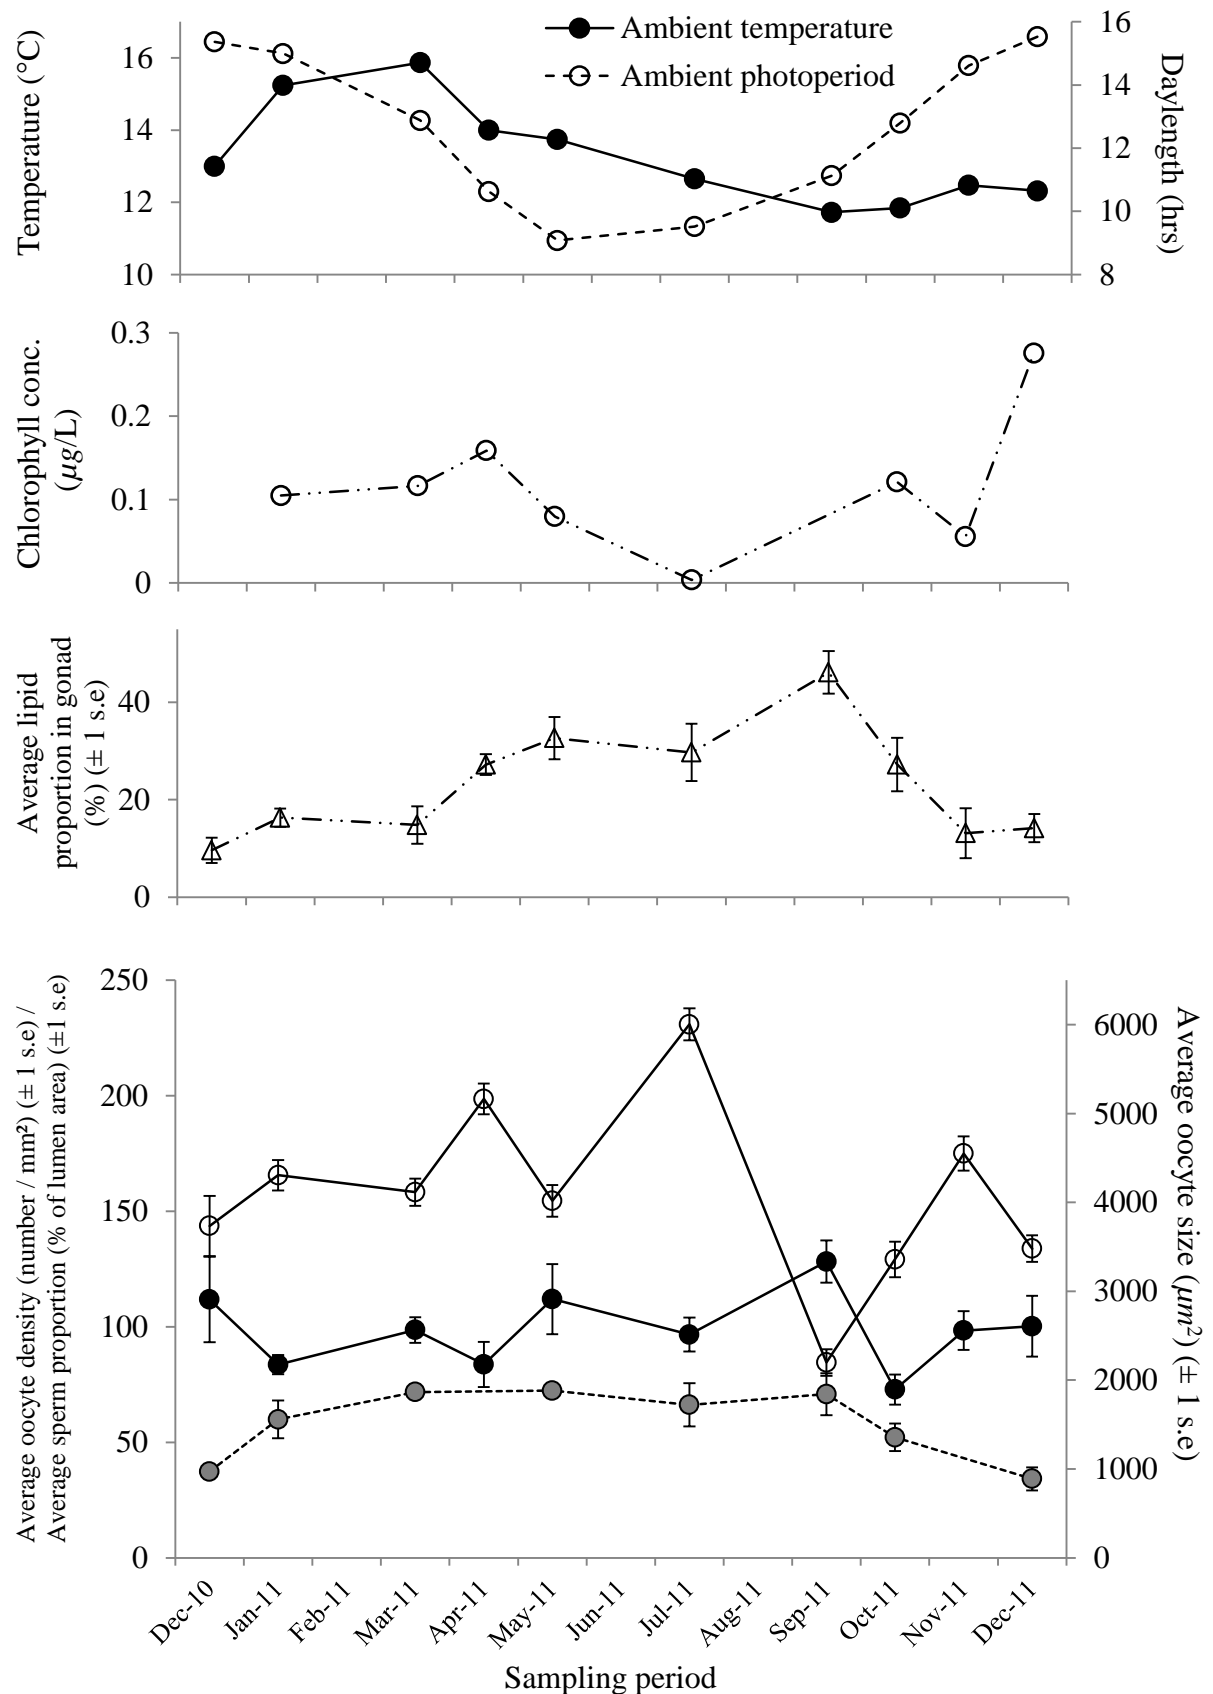 Ambient temperature
Ambient photoperiod
Temperature (°C)
16
14
12
10
16
14
12
10
8
Daylength (hrs)
Chlorophyll conc.
(µg/L)
0.3
0.2
0.1
0
Average lipid
proportion in gonad
(%) (± 1 s.e)
40
20
0
Average oocyte density (number / mm²) (± 1 s.e) /
Average sperm proportion (% of lumen area) (±1 s.e)
250
200
150
100
50
0
6000
5000
4000
3000
2000
1000
0
Average oocyte size (µm²) (± 1 s.e)
Dec-10
Jan-11
Feb-11
Mar-11
Apr-11
May-11
Jun-11
Jul-11
Aug-11
Sep-11
Oct-11
Nov-11
Dec-11
Sampling period